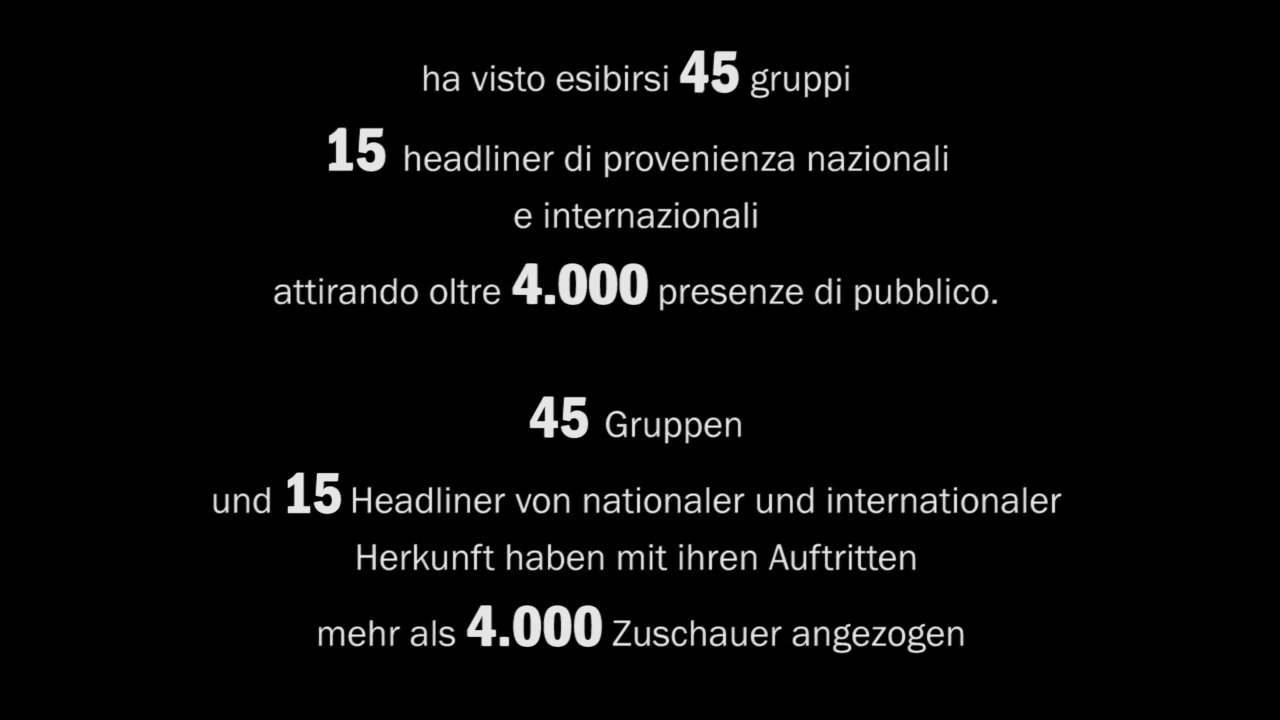 ha visto esibirsi 45 gruppi
15 headliner di provenienza nazionali
e internazionali
attirando oltre 4.000 presenze di pubblico.
45 Gruppen
und 15 Headliner von nationaler und internationaler
Herkunft haben mit ihren Auftritten
mehr als 4.000 Zuschauer angezogen